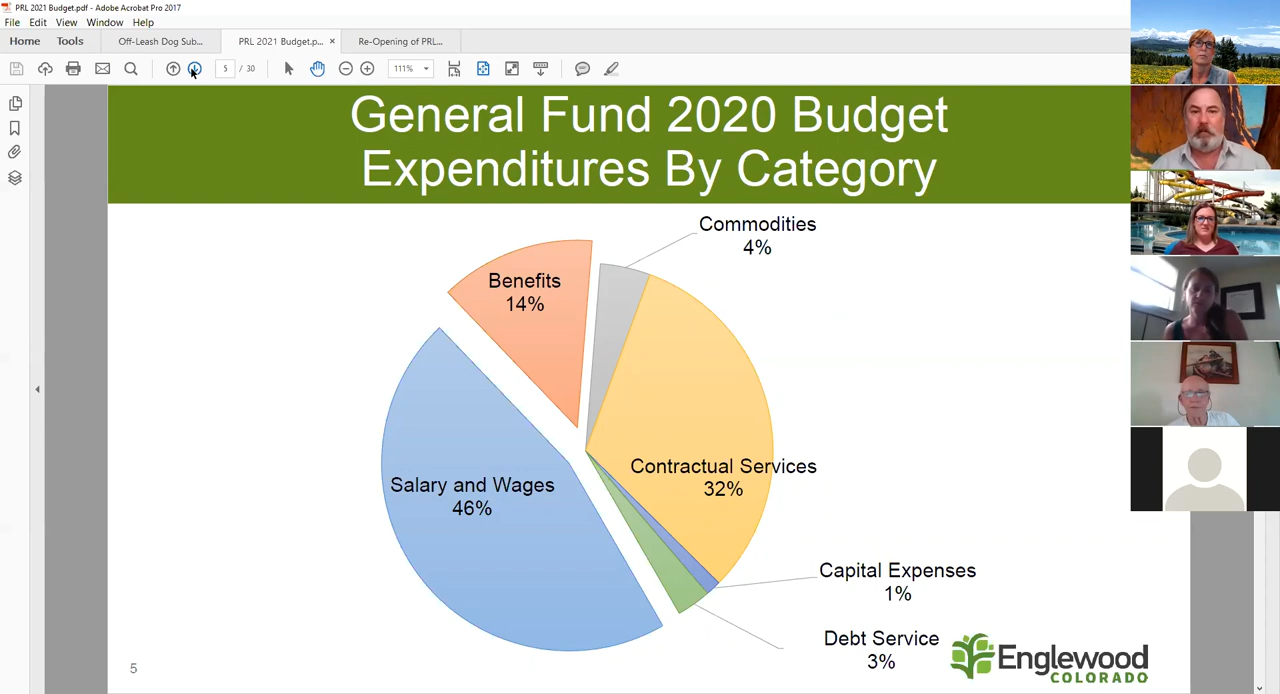 PRL 2021 Budget.pdf - Adobe Acrobat Pro 2017
File Edit View Window Help
Home Tools Off-Leash Dog Sub... PRL 2021 Budget.p... × Re-Opening of PRL...
5 / 30 111%
General Fund 2020 Budget
Expenditures By Category
Commodities
4%
Benefits
14%
Contractual Services
32%
Salary and Wages
46%
Capital Expenses
1%
Debt Service
3%
5
Englewood
COLORADO